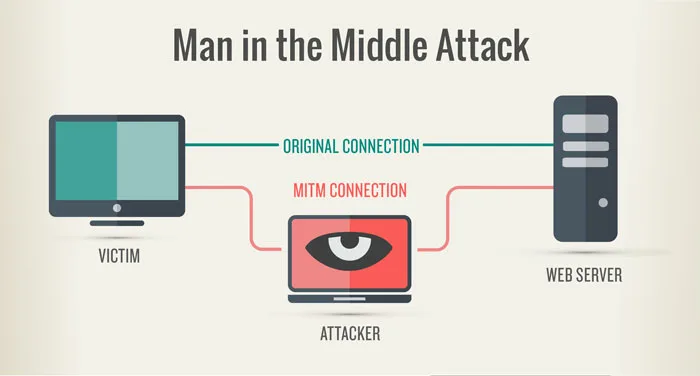 Man in the Middle Attack
ORIGINAL CONNECTION
MITM CONNECTION
VICTIM
WEB SERVER
ATTACKER